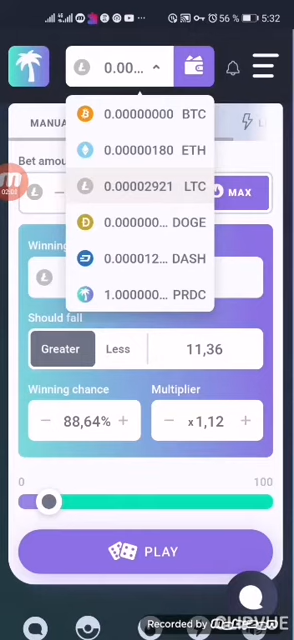 56 % 5:32
0.00...
MANUA
0.00000000 BTC
Bet amou
0.00000180 ETH
0.00002921 LTC
MAX
0.000000... DOGE
Winning
0.0000012... DASH
1.000000... PRDC
Should fall
Greater Less 11,36
Winning chance Multiplier
88,64% x 1,12
0 100
PLAY
Recorded by